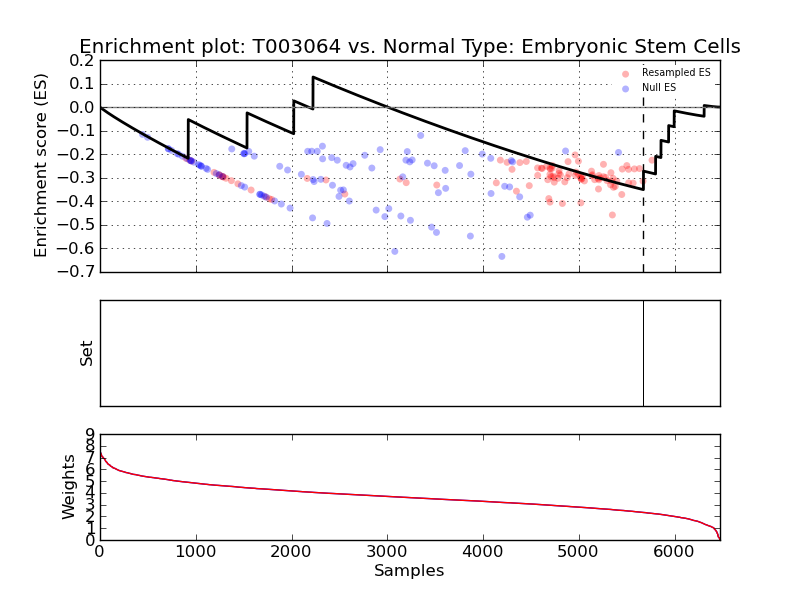 Enrichment plot: T003064 vs. Normal Type: Embryonic Stem Cells
0.2
0.1
0.0
−0.1
−0.2
−0.3
−0.4
−0.5
−0.6
−0.7
Enrichment score (ES)
Resampled ES
Null ES
Set
9
8
7
6
5
4
3
2
1
0
Weights
0 1000 2000 3000 4000 5000 6000
Samples